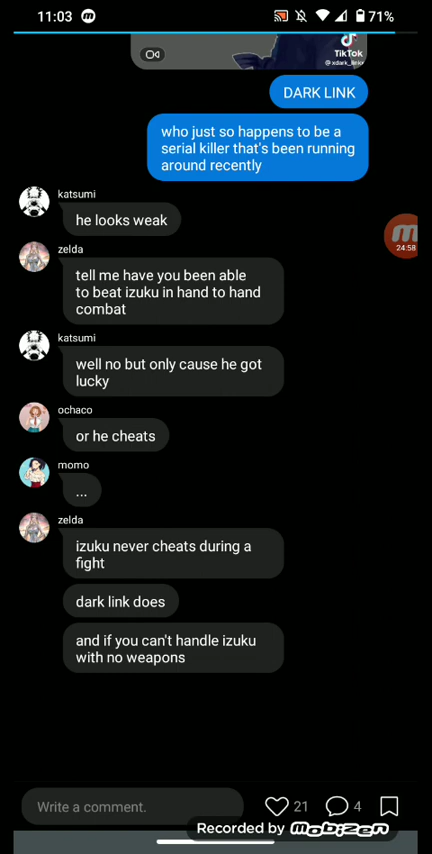 11:03
71%
TikTok
@xdark_link
DARK LINK
who just so happens to be a
serial killer that's been running
around recently
katsumi
he looks weak
24:58
zelda
tell me have you been able
to beat izuku in hand to hand
combat
katsumi
well no but only cause he got
lucky
ochaco
or he cheats
momo
...
zelda
izuku never cheats during a
fight
dark link does
and if you can't handle izuku
with no weapons
Write a comment.
21
4
Recorded by Mobizen